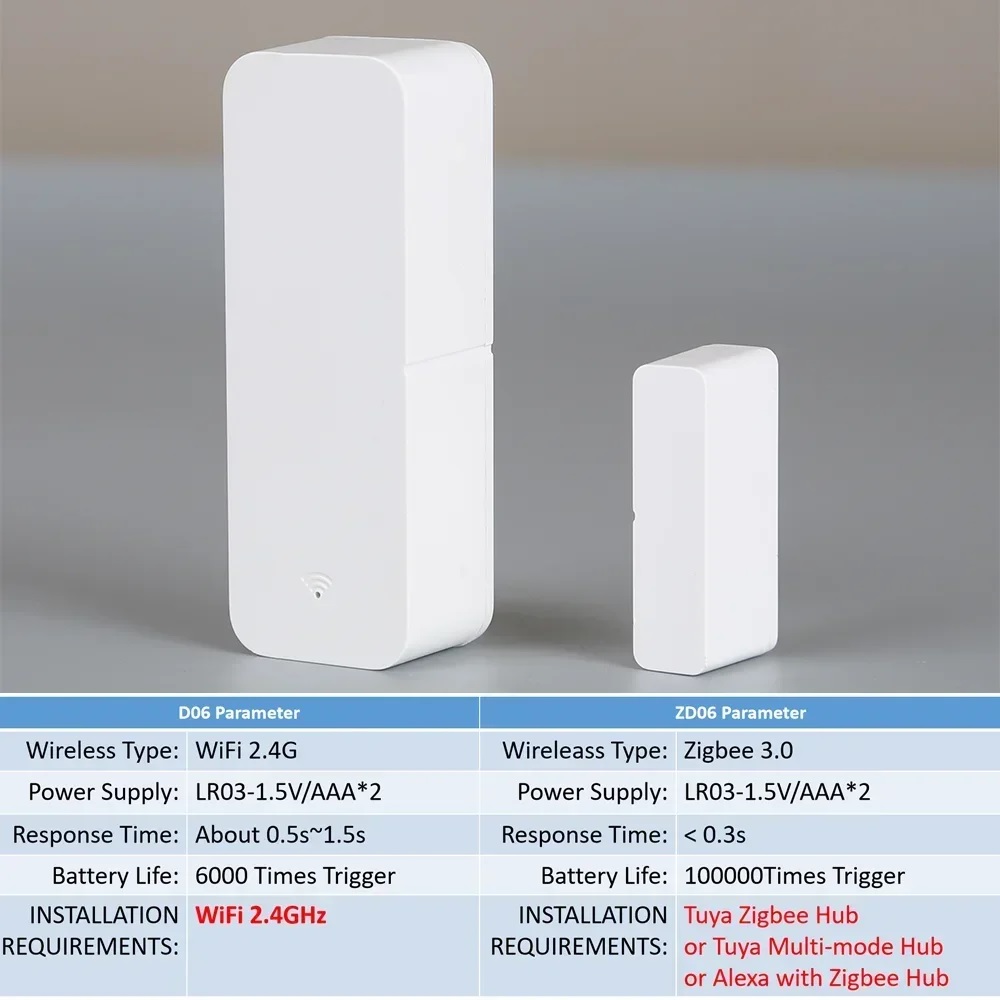 D06 Parameter
Wireless Type: WiFi 2.4G
Power Supply: LR03-1.5V/AAA*2
Response Time: About 0.5s~1.5s
Battery Life: 6000 Times Trigger
INSTALLATION REQUIREMENTS: WiFi 2.4GHz
ZD06 Parameter
Wireleass Type: Zigbee 3.0
Power Supply: LR03-1.5V/AAA*2
Response Time: < 0.3s
Battery Life: 100000Times Trigger
INSTALLATION REQUIREMENTS: Tuya Zigbee Hub
or Tuya Multi-mode Hub
or Alexa with Zigbee Hub